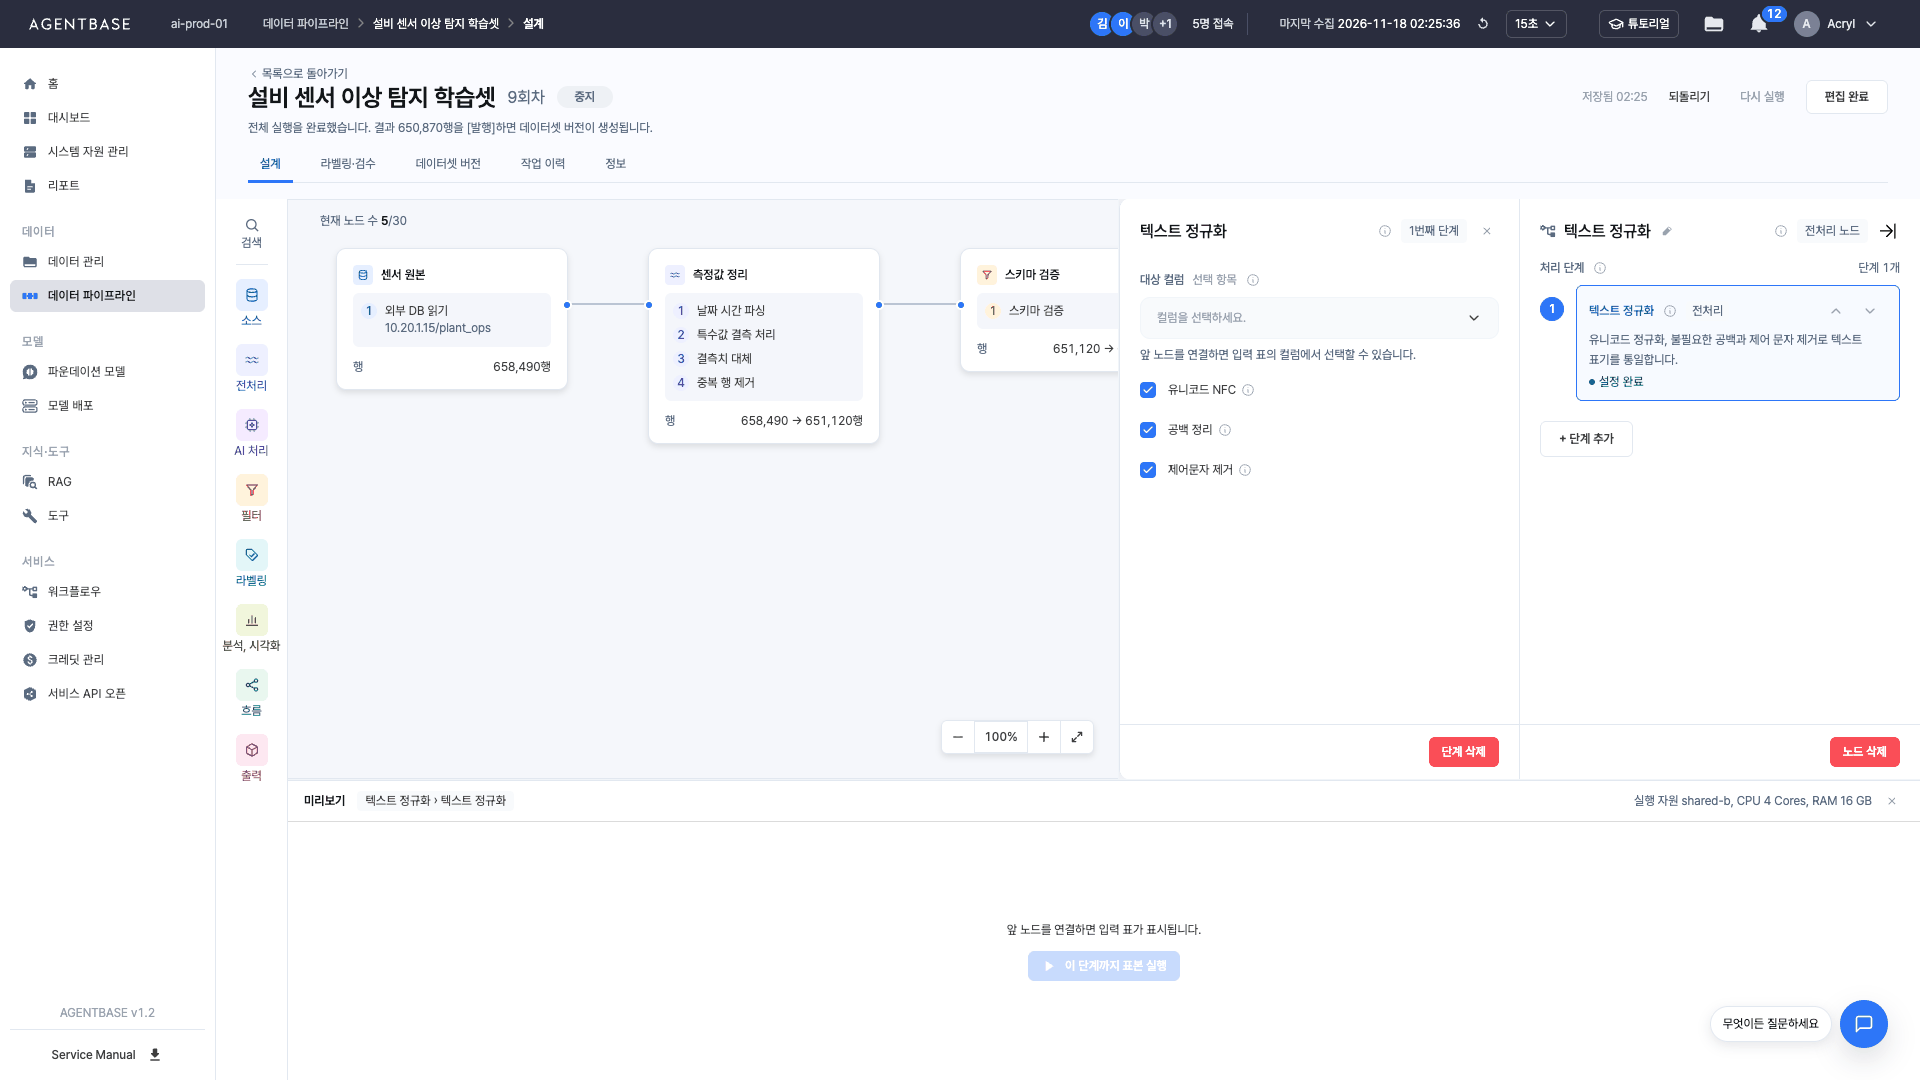 AGENTBASE
ai-prod-01
데이터 파이프라인 > 설비 센서 이상 탐지 학습셋 > 설계
김 이 박 +1 5명 접속
마지막 수집 2026-11-18 02:25:36
15초
튜토리얼
12
A Acryl
홈
대시보드
시스템 자원 관리
리포트
데이터
데이터 관리
데이터 파이프라인
모델
파운데이션 모델
모델 배포
지식·도구
RAG
도구
서비스
워크플로우
권한 설정
크레딧 관리
서비스 API 오픈
AGENTBASE v1.2
Service Manual
목록으로 돌아가기
설비 센서 이상 탐지 학습셋 9회차 중지
전체 실행을 완료했습니다. 결과 650,870행을 [발행]하면 데이터셋 버전이 생성됩니다.
저장됨 02:25 되돌리기 다시 실행 편집 완료
설계 라벨링·검수 데이터셋 버전 작업 이력 정보
검색
소스
전처리
AI 처리
필터
라벨링
분석, 시각화
흐름
출력
현재 노드 수 5/30
센서 원본
1 외부 DB 읽기
10.20.1.15/plant_ops
행 658,490행
측정값 정리
1 날짜 시간 파싱
2 특수값 결측 처리
3 결측치 대체
4 중복 행 제거
행 658,490 → 651,120행
스키마 검증
1 스키마 검증
행 651,120 →
100%
텍스트 정규화 1번째 단계
대상 컬럼 선택 항목
컬럼을 선택하세요.
앞 노드를 연결하면 입력 표의 컬럼에서 선택할 수 있습니다.
유니코드 NFC
공백 정리
제어문자 제거
단계 삭제
텍스트 정규화 전처리 노드
처리 단계 단계 1개
1 텍스트 정규화 전처리
유니코드 정규화, 불필요한 공백과 제어 문자 제거로 텍스트
표기를 통일합니다.
설정 완료
+ 단계 추가
노드 삭제
미리보기 텍스트 정규화 › 텍스트 정규화
실행 자원 shared-b, CPU 4 Cores, RAM 16 GB
앞 노드를 연결하면 입력 표가 표시됩니다.
이 단계까지 표본 실행
무엇이든 질문하세요